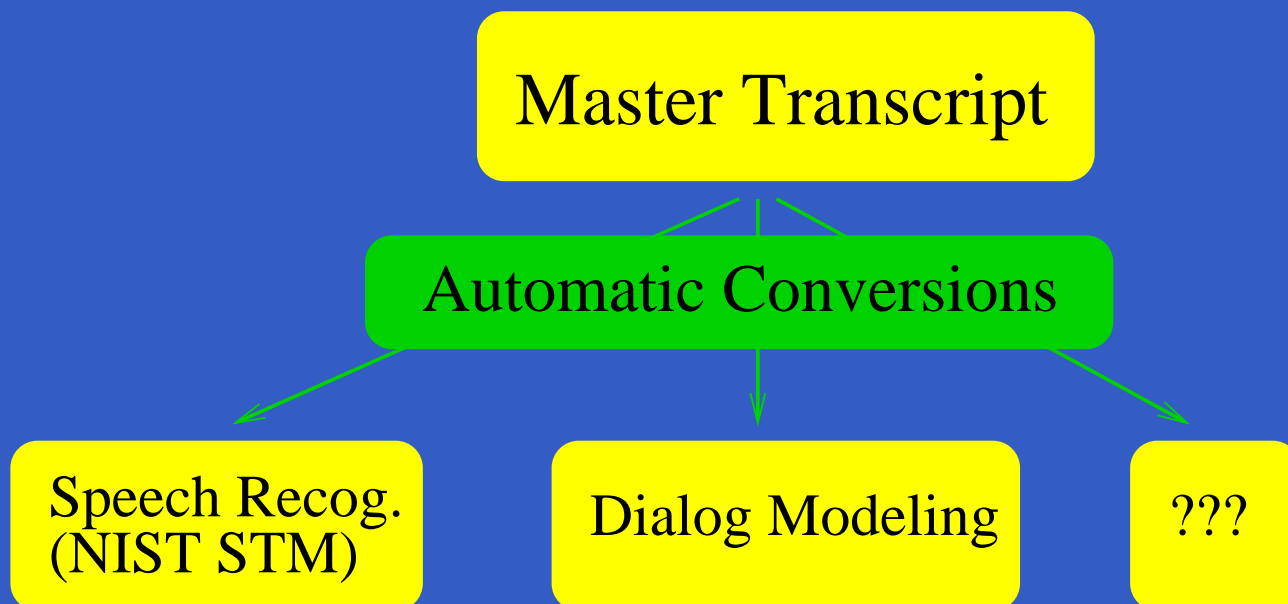 Master Transcript
Automatic Conversions
Speech Recog.
(NIST STM)
Dialog Modeling
???